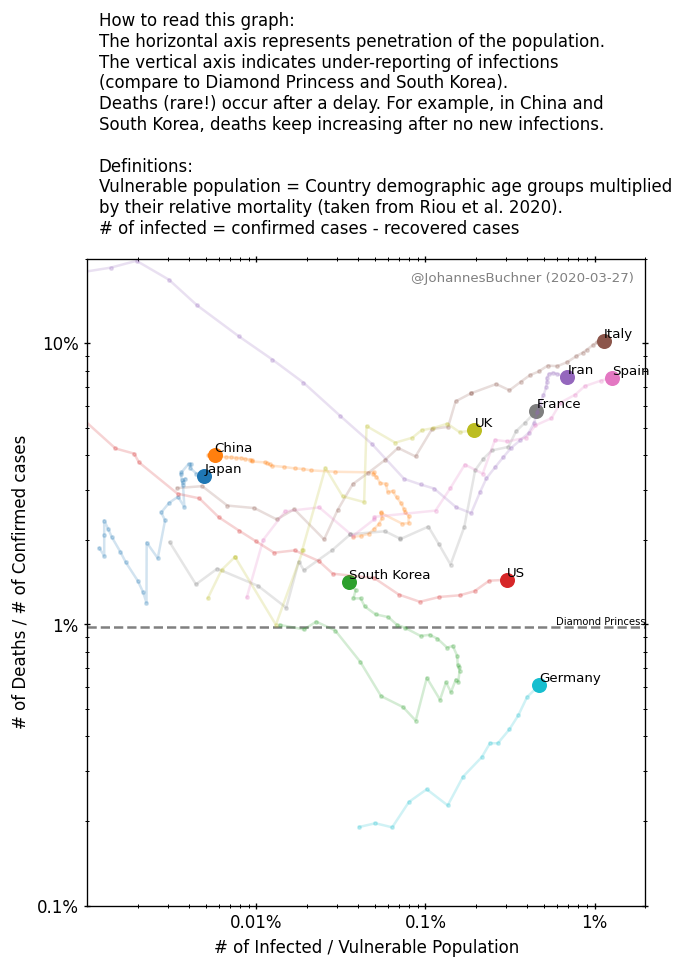 How to read this graph:
The horizontal axis represents penetration of the population.
The vertical axis indicates under-reporting of infections
(compare to Diamond Princess and South Korea).
Deaths (rare!) occur after a delay. For example, in China and
South Korea, deaths keep increasing after no new infections.
Definitions:
Vulnerable population = Country demographic age groups multiplied
by their relative mortality (taken from Riou et al. 2020).
# of infected = confirmed cases - recovered cases
@JohannesBuchner (2020-03-27)
Italy
10%
Iran
Spain
France
UK
China
Japan
South Korea
US
1%
Diamond Princess
Germany
0.1%
# of Deaths / # of Confirmed cases
0.01%
0.1%
1%
# of Infected / Vulnerable Population